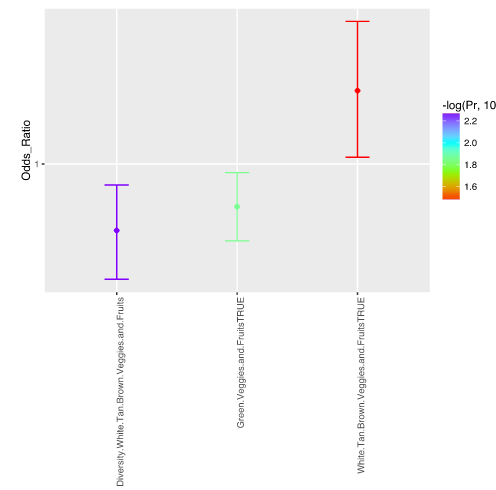 Odds_Ratio
1
-log(Pr, 10
2.2
2.0
1.8
1.6
Diversity.White.Tan.Brown.Veggies.and.Fruits
Green.Veggies.and.FruitsTRUE
White.Tan.Brown.Veggies.and.FruitsTRUE